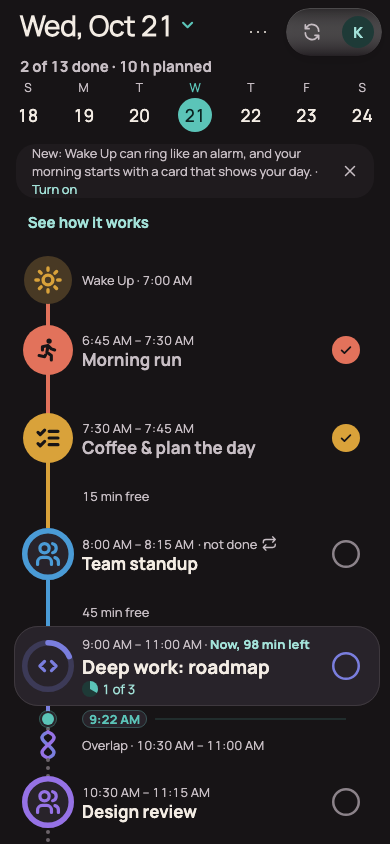 Wed, Oct 21
...
K
2 of 13 done · 10 h planned
S M T W T F S
18 19 20 21 22 23 24
New: Wake Up can ring like an alarm, and your
morning starts with a card that shows your day. ·
Turn on
See how it works
Wake Up · 7:00 AM
6:45 AM – 7:30 AM
Morning run
7:30 AM – 7:45 AM
Coffee & plan the day
15 min free
8:00 AM – 8:15 AM · not done
Team standup
45 min free
9:00 AM – 11:00 AM · Now, 98 min left
Deep work: roadmap
1 of 3
9:22 AM
Overlap · 10:30 AM – 11:00 AM
10:30 AM – 11:15 AM
Design review